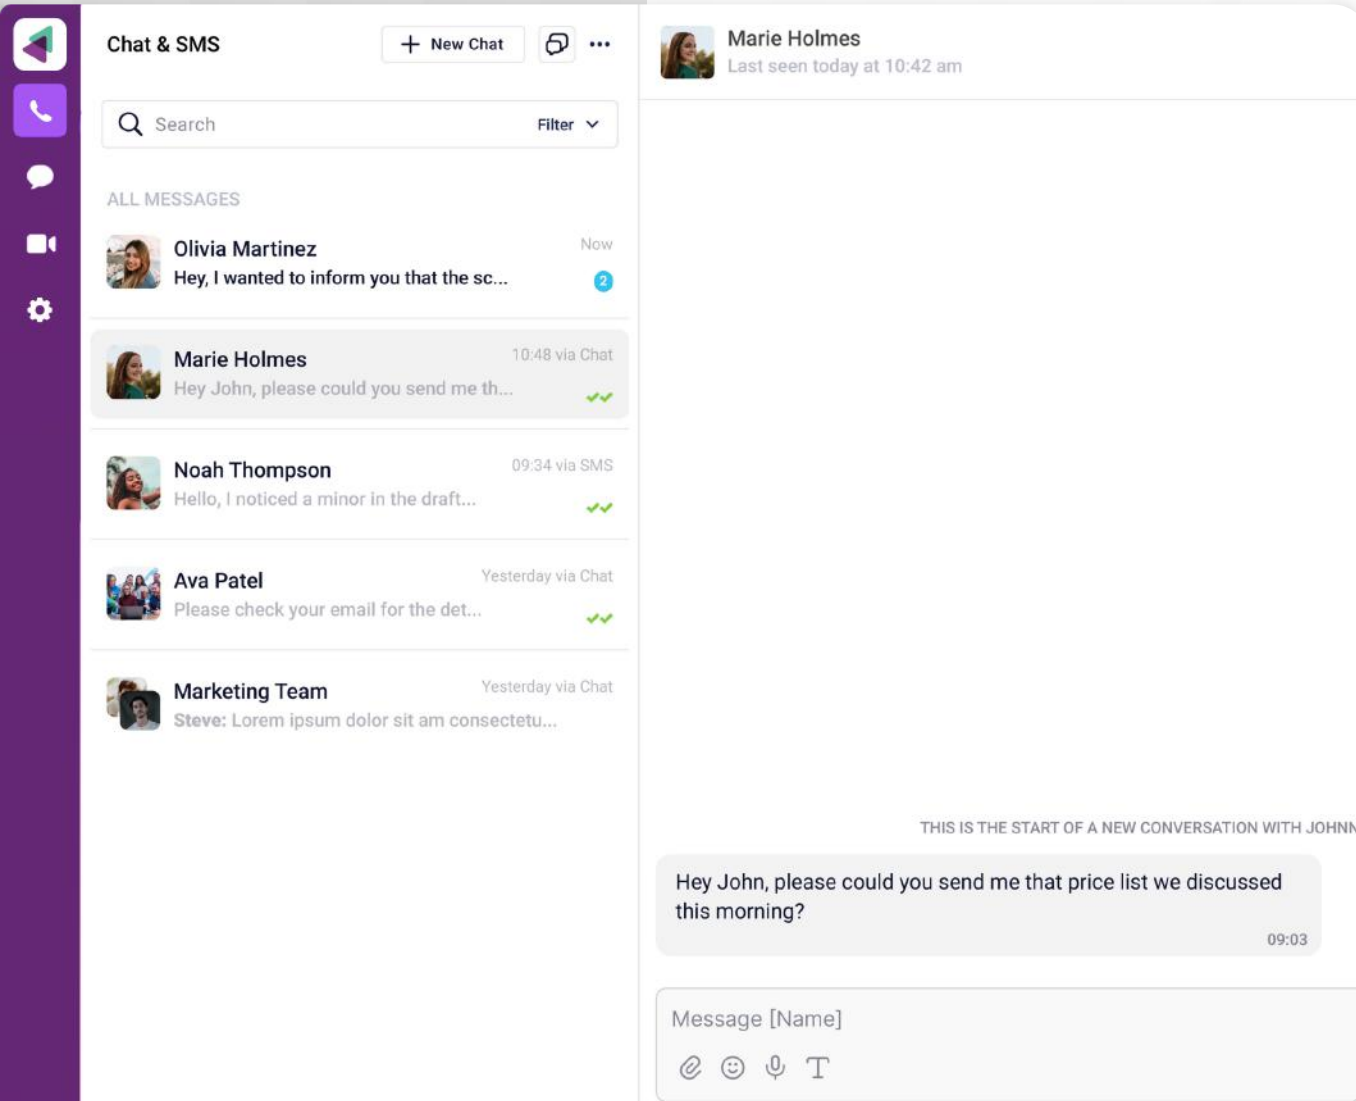 Chat & SMS
+ New Chat
Search
Filter
ALL MESSAGES
Olivia Martinez
Now
Hey, I wanted to inform you that the sc...
2
Marie Holmes
10:48 via Chat
Hey John, please could you send me th...
Noah Thompson
09:34 via SMS
Hello, I noticed a minor in the draft...
Ava Patel
Yesterday via Chat
Please check your email for the det...
Marketing Team
Yesterday via Chat
Steve: Lorem ipsum dolor sit am consectetu...
Marie Holmes
Last seen today at 10:42 am
THIS IS THE START OF A NEW CONVERSATION WITH JOHNN
Hey John, please could you send me that price list we discussed
this morning?
09:03
Message [Name]